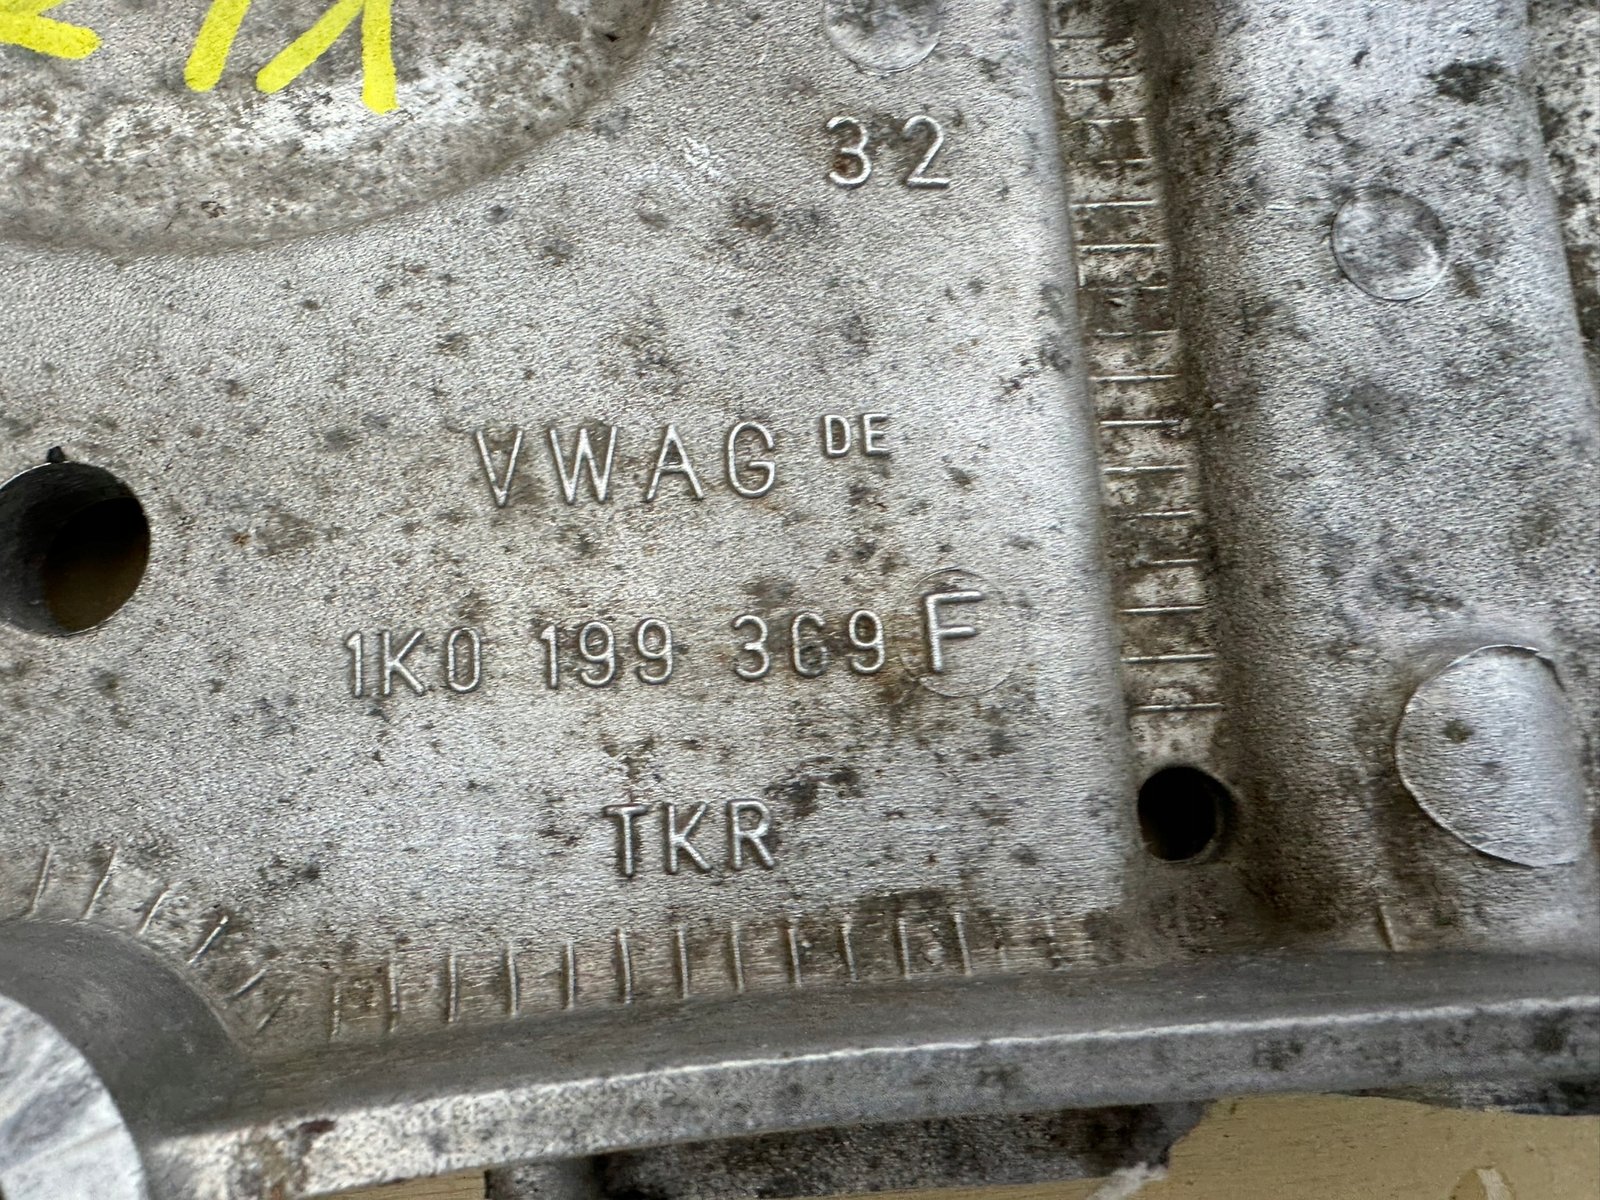 32
VWAG DE
1K0 199 369 F
TKR